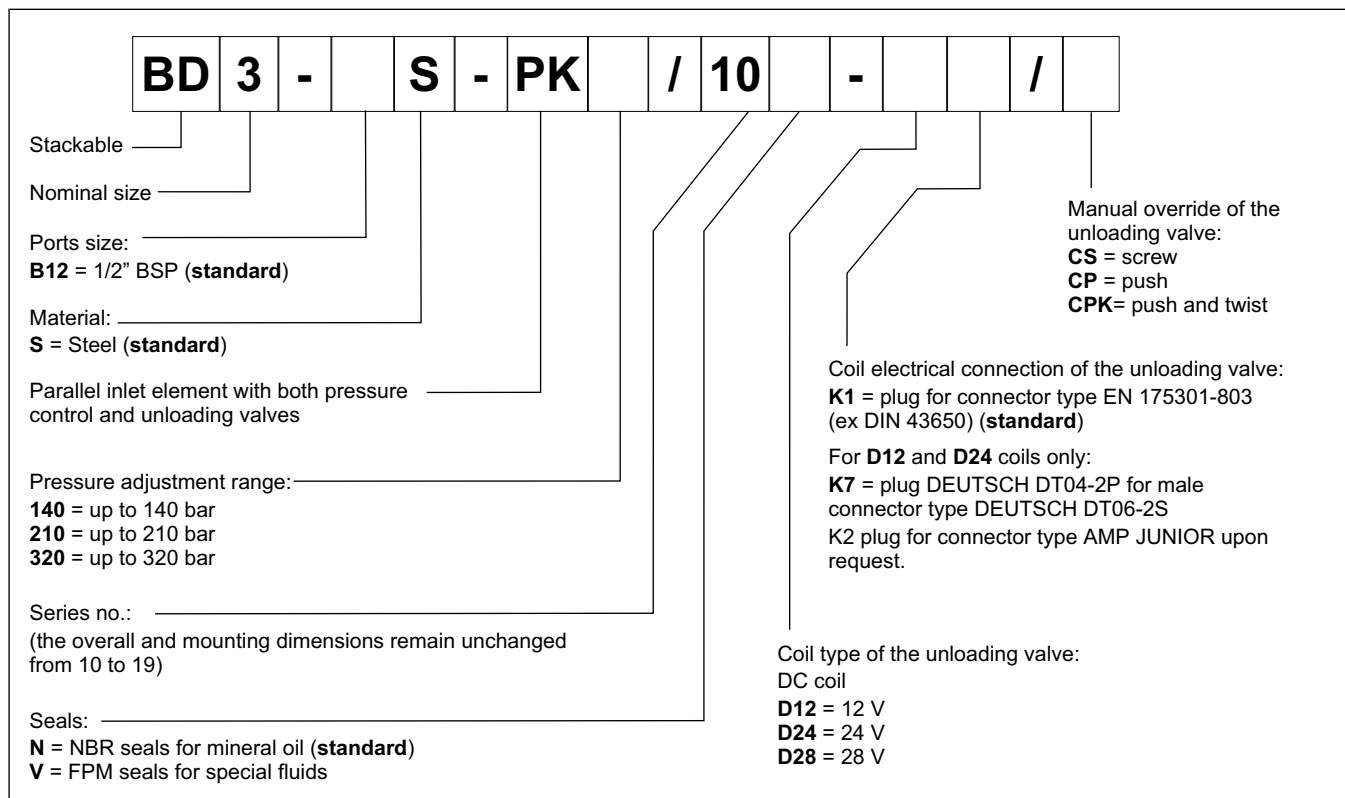 BD 3 - S - PK / 10 - /
Stackable
Nominal size
Ports size:
B12 = 1/2” BSP (standard)
Material:
S = Steel (standard)
Parallel inlet element with both pressure
control and unloading valves
Pressure adjustment range:
140 = up to 140 bar
210 = up to 210 bar
320 = up to 320 bar
Series no.:
(the overall and mounting dimensions remain unchanged
from 10 to 19)
Seals:
N = NBR seals for mineral oil (standard)
V = FPM seals for special fluids
Manual override of the
unloading valve:
CS = screw
CP = push
CPK= push and twist
Coil electrical connection of the unloading valve:
K1 = plug for connector type EN 175301-803
(ex DIN 43650) (standard)
For D12 and D24 coils only:
K7 = plug DEUTSCH DT04-2P for male
connector type DEUTSCH DT06-2S
K2 plug for connector type AMP JUNIOR upon
request.
Coil type of the unloading valve:
DC coil
D12 = 12 V
D24 = 24 V
D28 = 28 V